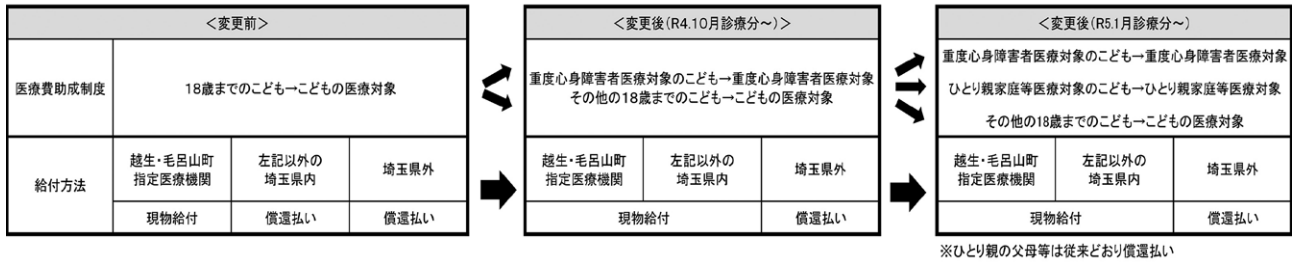 <変更前>
医療費助成制度
18歳までのこども→こどもの医療対象
給付方法
越生・毛呂山町
指定医療機関
左記以外の
埼玉県内
埼玉県外
現物給付
償還払い
償還払い
<変更後(R4.10月診療分～)>
重度心身障害者医療対象のこども→重度心身障害者医療対象
その他の18歳までのこども→こどもの医療対象
越生・毛呂山町
指定医療機関
左記以外の
埼玉県内
埼玉県外
現物給付
償還払い
<変更後(R5.1月診療分～)
重度心身障害者医療対象のこども→重度心身障害者医療対象
ひとり親家庭等医療対象のこども→ひとり親家庭等医療対象
その他の18歳までのこども→こどもの医療対象
越生・毛呂山町
指定医療機関
左記以外の
埼玉県内
埼玉県外
現物給付
償還払い
※ひとり親の父母等は従来どおり償還払い